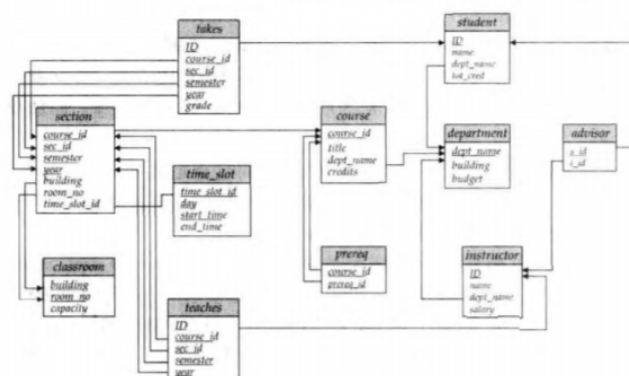 takes
ID
course_id
sec_id
semester
year
grade
student
ID
name
dept_name
tot_cred
section
course_id
sec_id
semester
year
building
room_no
time_slot_id
course
course_id
title
dept_name
credits
department
dept_name
building
budget
advisor
s_id
i_id
time_slot
time_slot_id
day
start_time
end_time
prereq
course_id
prereq_id
instructor
ID
name
dept_name
salary
classroom
building
room_no
capacity
teaches
ID
course_id
sec_id
semester
year